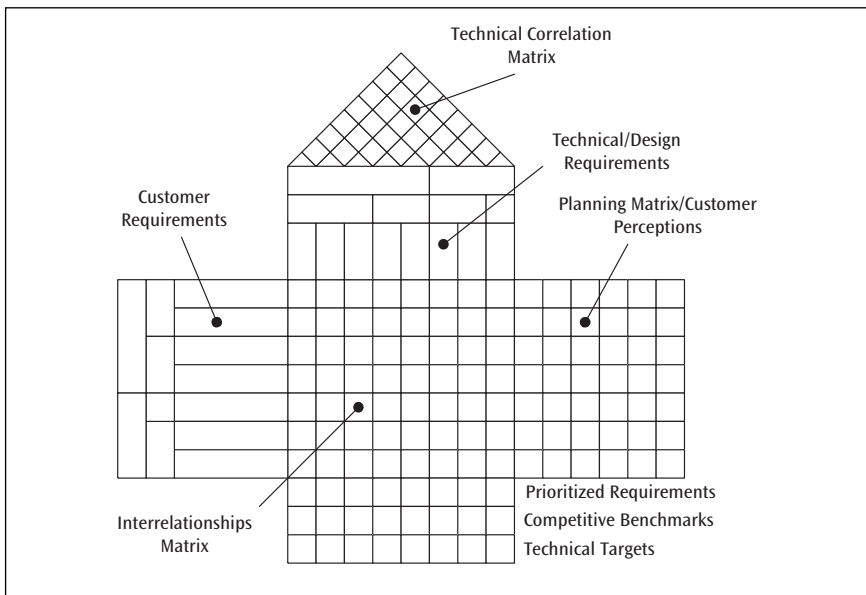 Technical Correlation
Matrix
Technical/Design
Requirements
Customer
Requirements
Planning Matrix/Customer
Perceptions
Interrelationships
Matrix
Prioritized Requirements
Competitive Benchmarks
Technical Targets